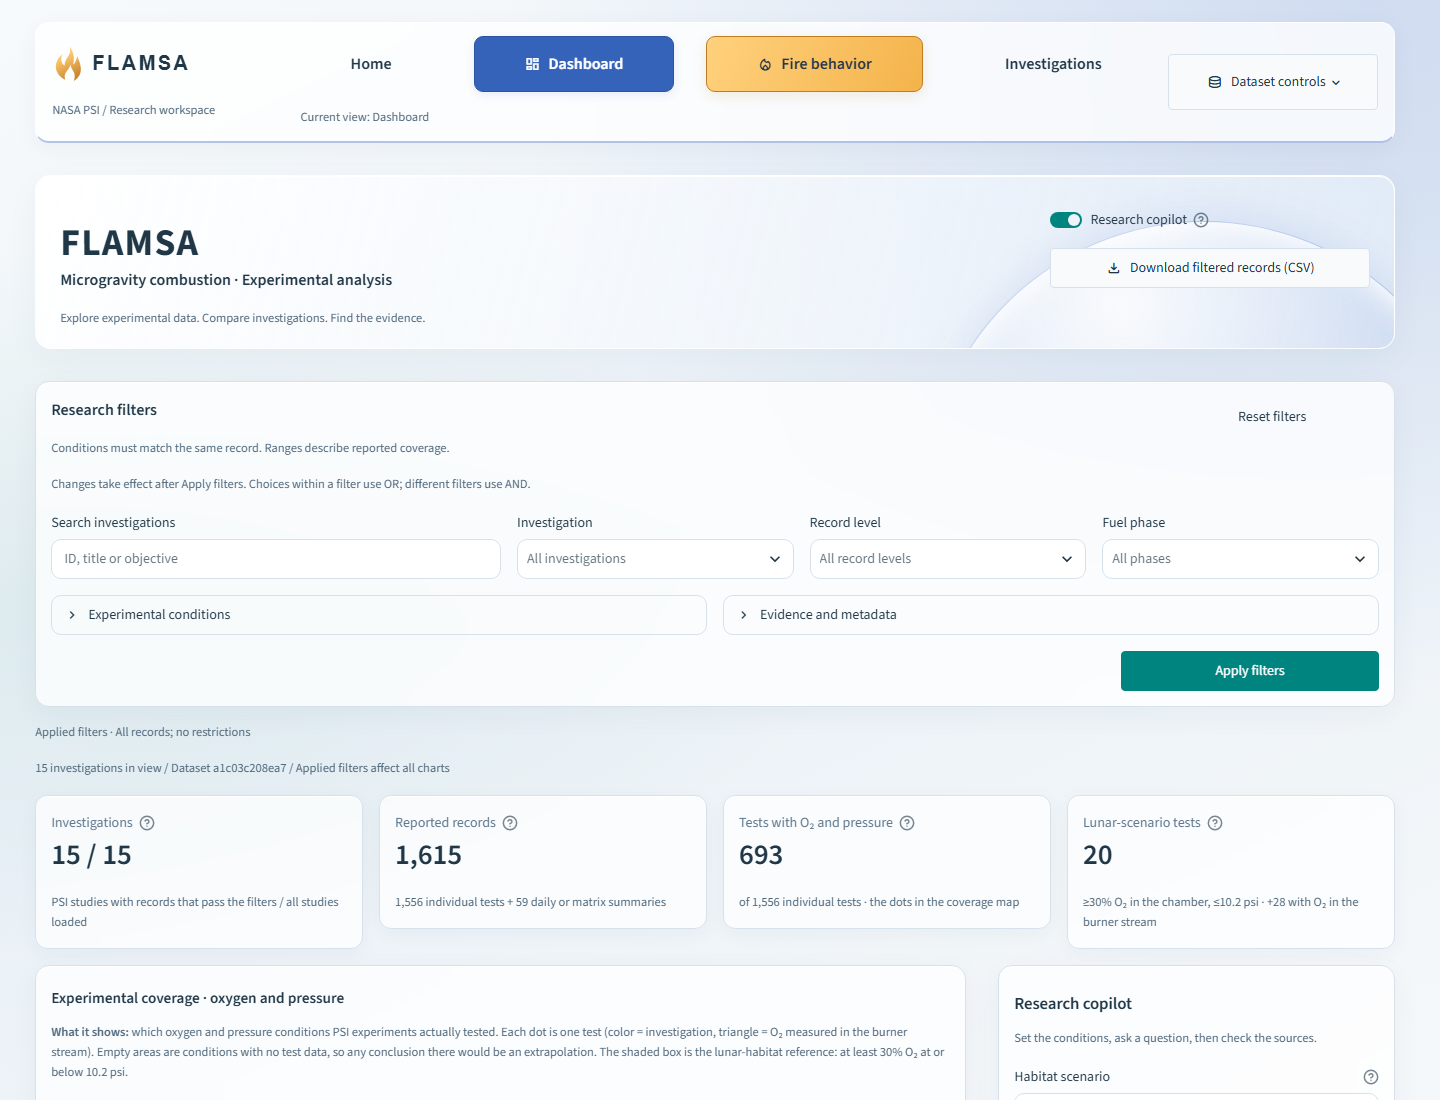 FLAMSA
Home
Dashboard
Fire behavior
Investigations
Dataset controls
NASA PSI / Research workspace
Current view: Dashboard
FLAMSA
Microgravity combustion · Experimental analysis
Explore experimental data. Compare investigations. Find the evidence.
Research copilot
Download filtered records (CSV)
Research filters
Reset filters
Conditions must match the same record. Ranges describe reported coverage.
Changes take effect after Apply filters. Choices within a filter use OR; different filters use AND.
Search investigations
Investigation
Record level
Fuel phase
ID, title or objective
All investigations
All record levels
All phases
Experimental conditions
Evidence and metadata
Apply filters
Applied filters · All records; no restrictions
15 investigations in view / Dataset a1c03c208ea7 / Applied filters affect all charts
Investigations
15 / 15
PSI studies with records that pass the filters / all studies
loaded
Reported records
1,615
1,556 individual tests + 59 daily or matrix summaries
Tests with O₂ and pressure
693
of 1,556 individual tests · the dots in the coverage map
Lunar-scenario tests
20
≥30% O₂ in the chamber, ≤10.2 psi · +28 with O₂ in the
burner stream
Experimental coverage · oxygen and pressure
What it shows: which oxygen and pressure conditions PSI experiments actually tested. Each dot is one test (color = investigation, triangle = O₂ measured in the burner
stream). Empty areas are conditions with no test data, so any conclusion there would be an extrapolation. The shaded box is the lunar-habitat reference: at least 30% O₂ at or
below 10.2 psi.
Research copilot
Set the conditions, ask a question, then check the sources.
Habitat scenario